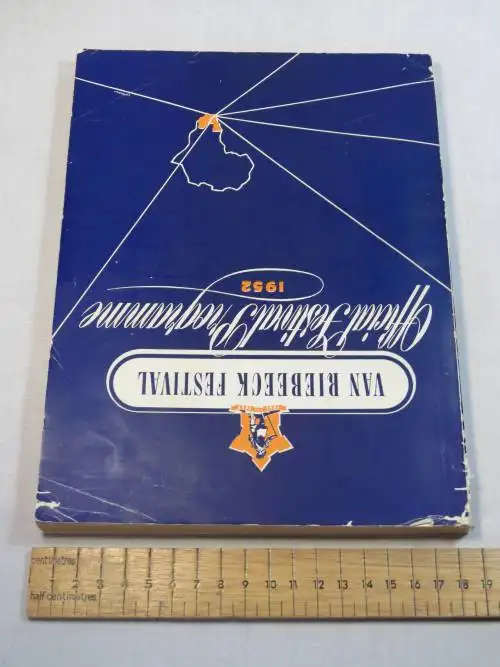 VAN RIEBEECK FESTIVAL
Official Festival Programme
1952
centimetres
1 2 3 4 5 6 7 8 9 10 11 12 13 14 15 16 17 18 19
half centimetres